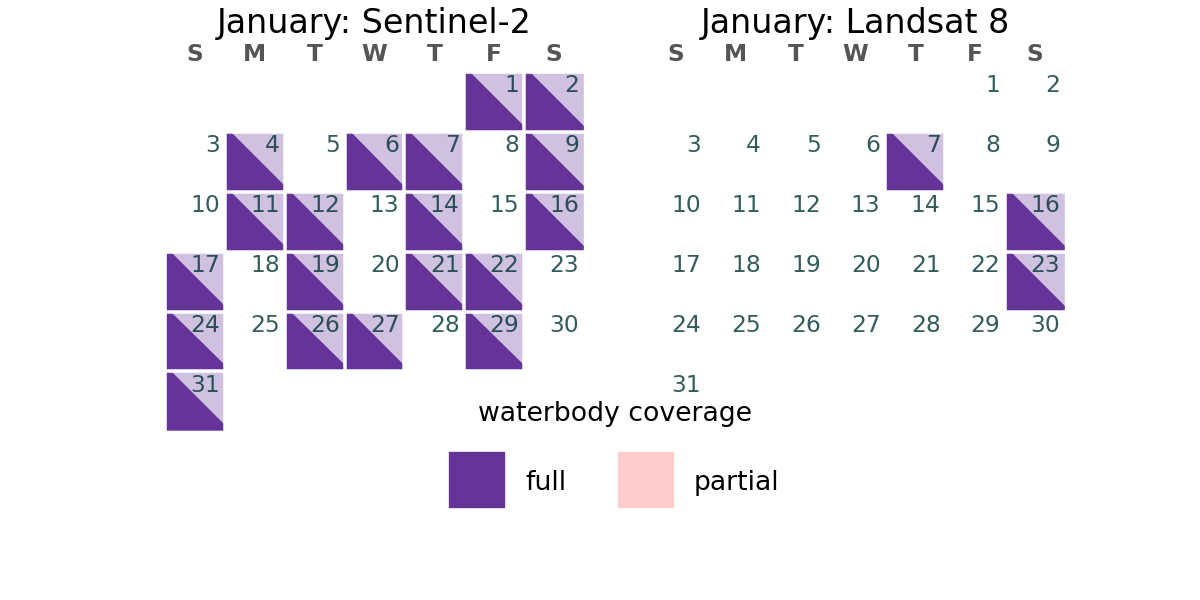 January: Sentinel-2
S M T W T F S
1 2
3 4 5 6 7 8 9
10 11 12 13 14 15 16
17 18 19 20 21 22 23
24 25 26 27 28 29 30
31
January: Landsat 8
S M T W T F S
1 2
3 4 5 6 7 8 9
10 11 12 13 14 15 16
17 18 19 20 21 22 23
24 25 26 27 28 29 30
31
waterbody coverage
full partial